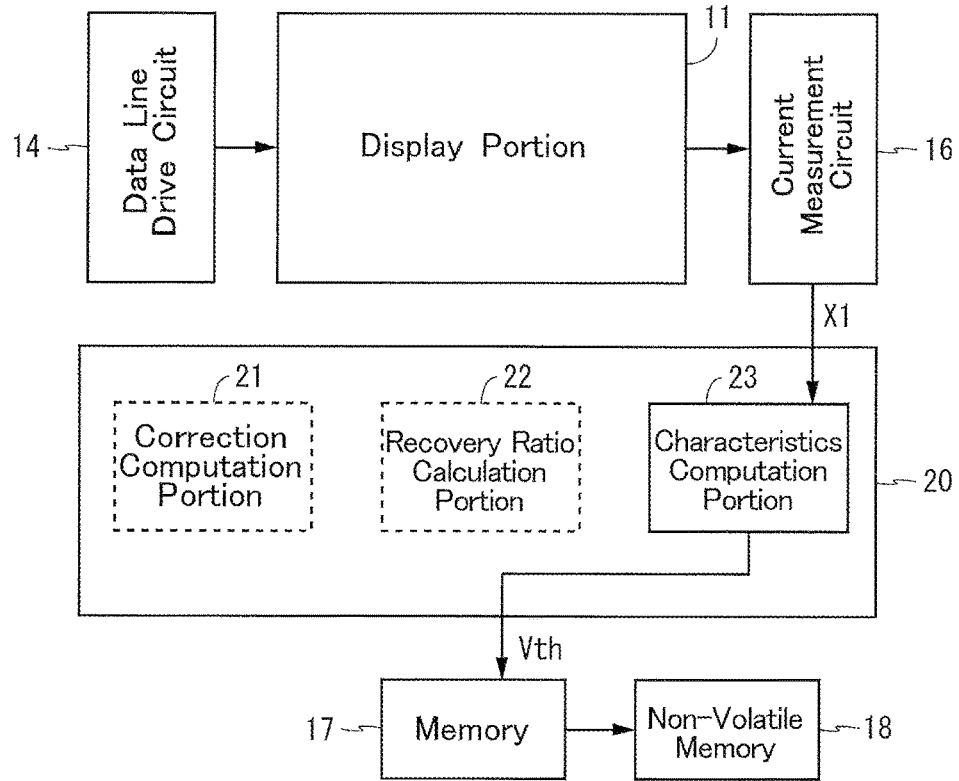 11
14
Data Line
Drive Circuit
Display Portion
Current
Measurement
Circuit
16
X1
21
22
23
Correction
Computation
Portion
Recovery Ratio
Calculation
Portion
Characteristics
Computation
Portion
20
Vth
17
Memory
Non-Volatile
Memory
18